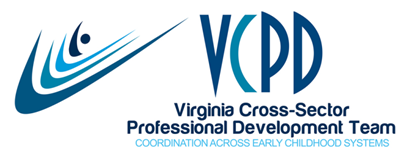 VCPD
Virginia Cross-Sector
Professional Development Team
COORDINATION ACROSS EARLY CHILDHOOD SYSTEMS